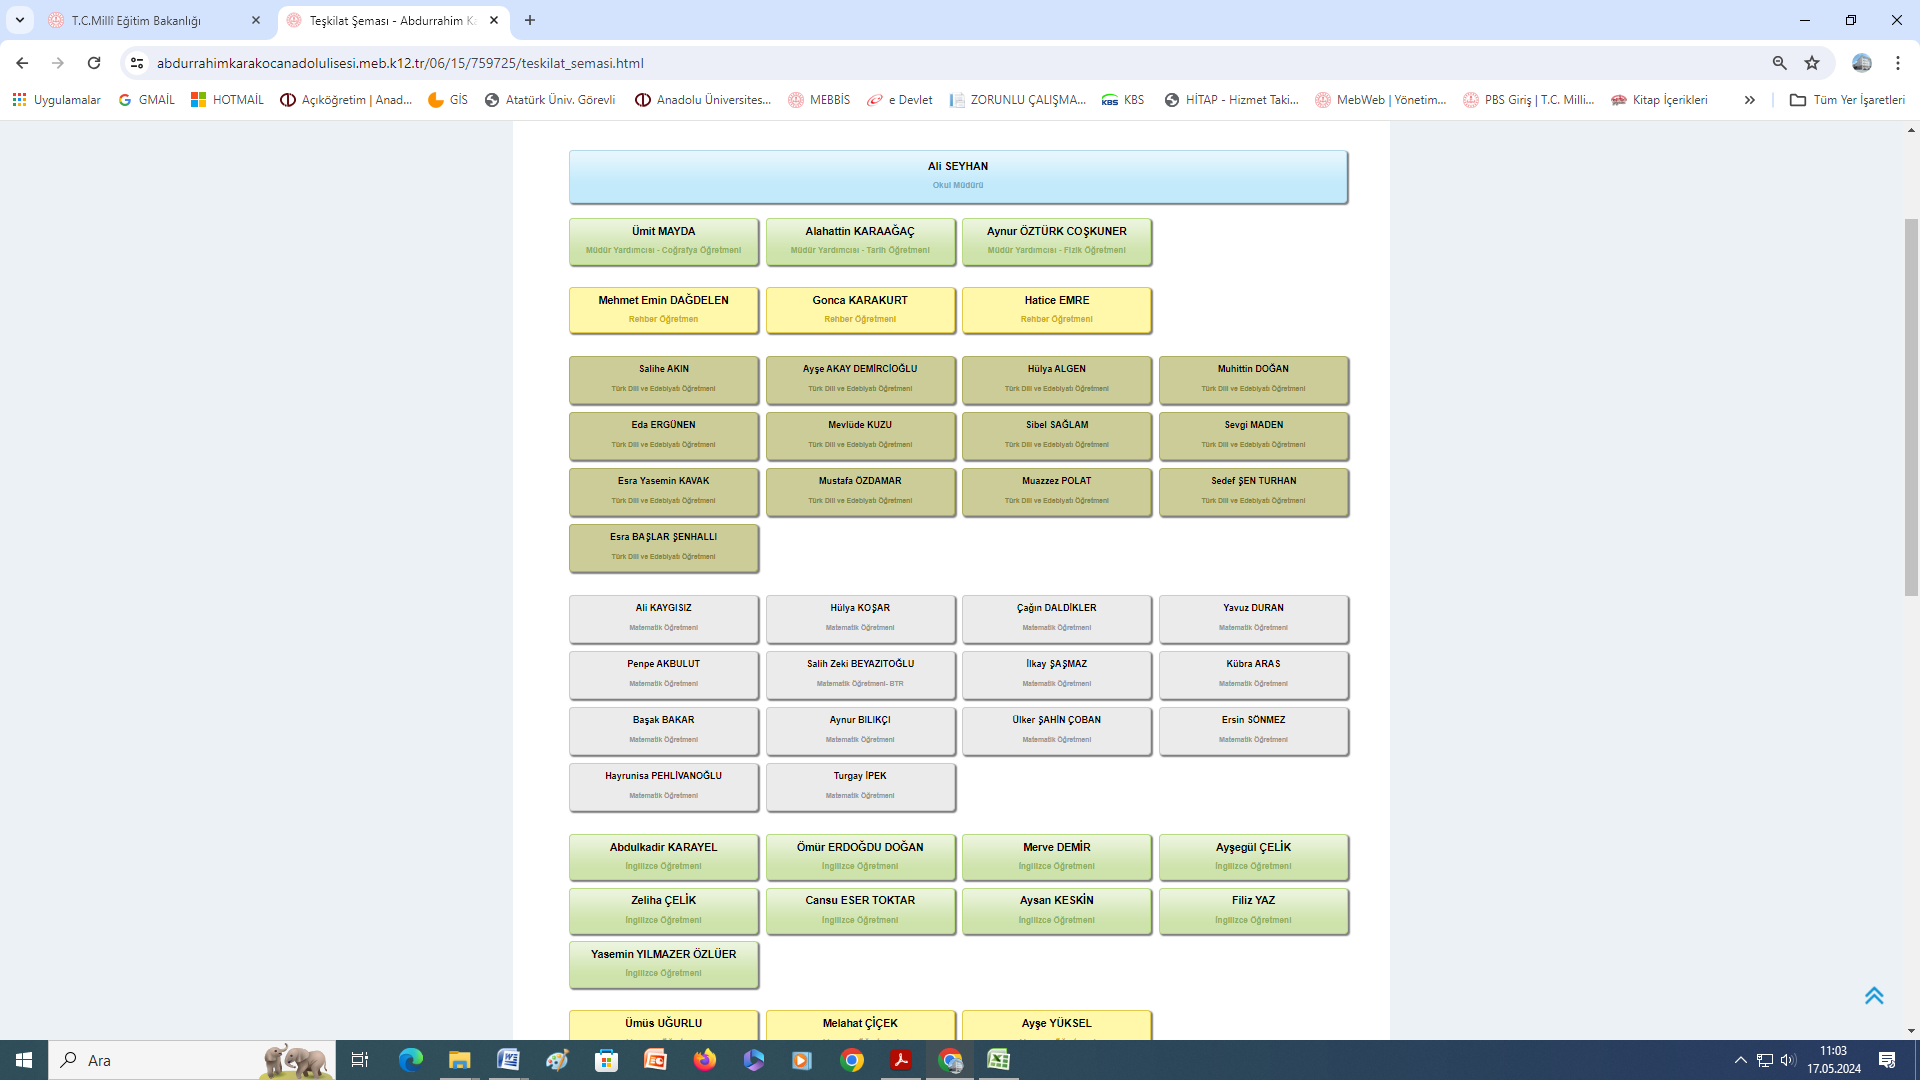 T.C.Millî Eğitim Bakanlığı
Teşkilat Şeması - Abdurrahim Ka
abdurrahimkarakocanadolulisesi.meb.k12.tr/06/15/759725/teskilat_semasi.html
Uygulamalar GMAİL HOTMAİL Açıköğretim | Anad... GİS Atatürk Üniv. Görevli Anadolu Üniversites... MEBBİS e Devlet ZORUNLU ÇALIŞMA... KBS HİTAP - Hizmet Taki... MebWeb | Yönetim... PBS Giriş | T.C. Milli... Kitap İçerikleri Tüm Yer İşaretleri
Ali SEYHAN
Okul Müdürü
Ümit MAYDA Alahattin KARAAĞAÇ Aynur ÖZTÜRK COŞKUNER
Müdür Yardımcısı - Coğrafya Öğretmeni Müdür Yardımcısı - Tarih Öğretmeni Müdür Yardımcısı - Fizik Öğretmeni
Mehmet Emin DAĞDELEN Gonca KARAKURT Hatice EMRE
Rehber Öğretmen Rehber Öğretmeni Rehber Öğretmeni
Salihe AKIN Ayşe AKAY DEMİRCİOĞLU Hülya ALGEN Muhittin DOĞAN
Türk Dili ve Edebiyatı Öğretmeni Türk Dili ve Edebiyatı Öğretmeni Türk Dili ve Edebiyatı Öğretmeni Türk Dili ve Edebiyatı Öğretmeni
Eda ERGÜNEN Mevlüde KUZU Sibel SAĞLAM Sevgi MADEN
Türk Dili ve Edebiyatı Öğretmeni Türk Dili ve Edebiyatı Öğretmeni Türk Dili ve Edebiyatı Öğretmeni Türk Dili ve Edebiyatı Öğretmeni
Esra Yasemin KAVAK Mustafa ÖZDAMAR Muazzez POLAT Sedef ŞEN TURHAN
Türk Dili ve Edebiyatı Öğretmeni Türk Dili ve Edebiyatı Öğretmeni Türk Dili ve Edebiyatı Öğretmeni Türk Dili ve Edebiyatı Öğretmeni
Esra BAŞLAR ŞENHALLI
Türk Dili ve Edebiyatı Öğretmeni
Ali KAYGISIZ Hülya KOŞAR Çağın DALDİKLER Yavuz DURAN
Matematik Öğretmeni Matematik Öğretmeni Matematik Öğretmeni Matematik Öğretmeni
Penpe AKBULUT Salih Zeki BEYAZITOĞLU İlkay ŞAŞMAZ Kübra ARAS
Matematik Öğretmeni Matematik Öğretmeni- BTR Matematik Öğretmeni Matematik Öğretmeni
Başak BAKAR Aynur BILIKÇI Ülker ŞAHİN ÇOBAN Ersin SÖNMEZ
Matematik Öğretmeni Matematik Öğretmeni Matematik Öğretmeni Matematik Öğretmeni
Hayrunisa PEHLİVANOĞLU Turgay İPEK
Matematik Öğretmeni Matematik Öğretmeni
Abdulkadir KARAYEL Ömür ERDOĞDU DOĞAN Merve DEMİR Ayşegül ÇELİK
İngilizce Öğretmeni İngilizce Öğretmeni İngilizce Öğretmeni İngilizce Öğretmeni
Zeliha ÇELİK Cansu ESER TOKTAR Aysan KESKİN Filiz YAZ
İngilizce Öğretmeni İngilizce Öğretmeni İngilizce Öğretmeni İngilizce Öğretmeni
Yasemin YILMAZER ÖZLÜER
İngilizce Öğretmeni
Ümüs UĞURLU Melahat ÇİÇEK Ayşe YÜKSEL
Ara
11:03
17.05.2024